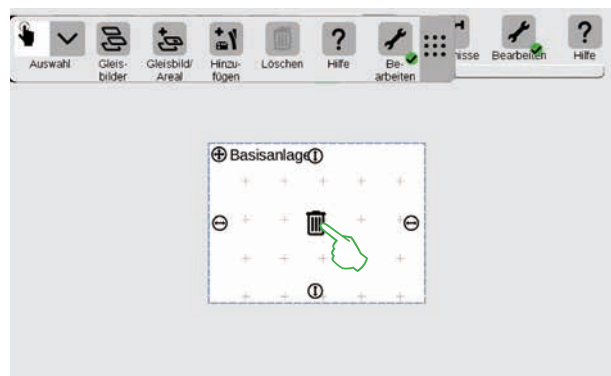 Auswahl
Gleis-
bilder
Gleisbild/
Areal
Hinzu-
fügen
Löschen
?
Hilfe
Be-
arbeiten
nisse
Bearbeiten
?
Hilfe
Basisanlage